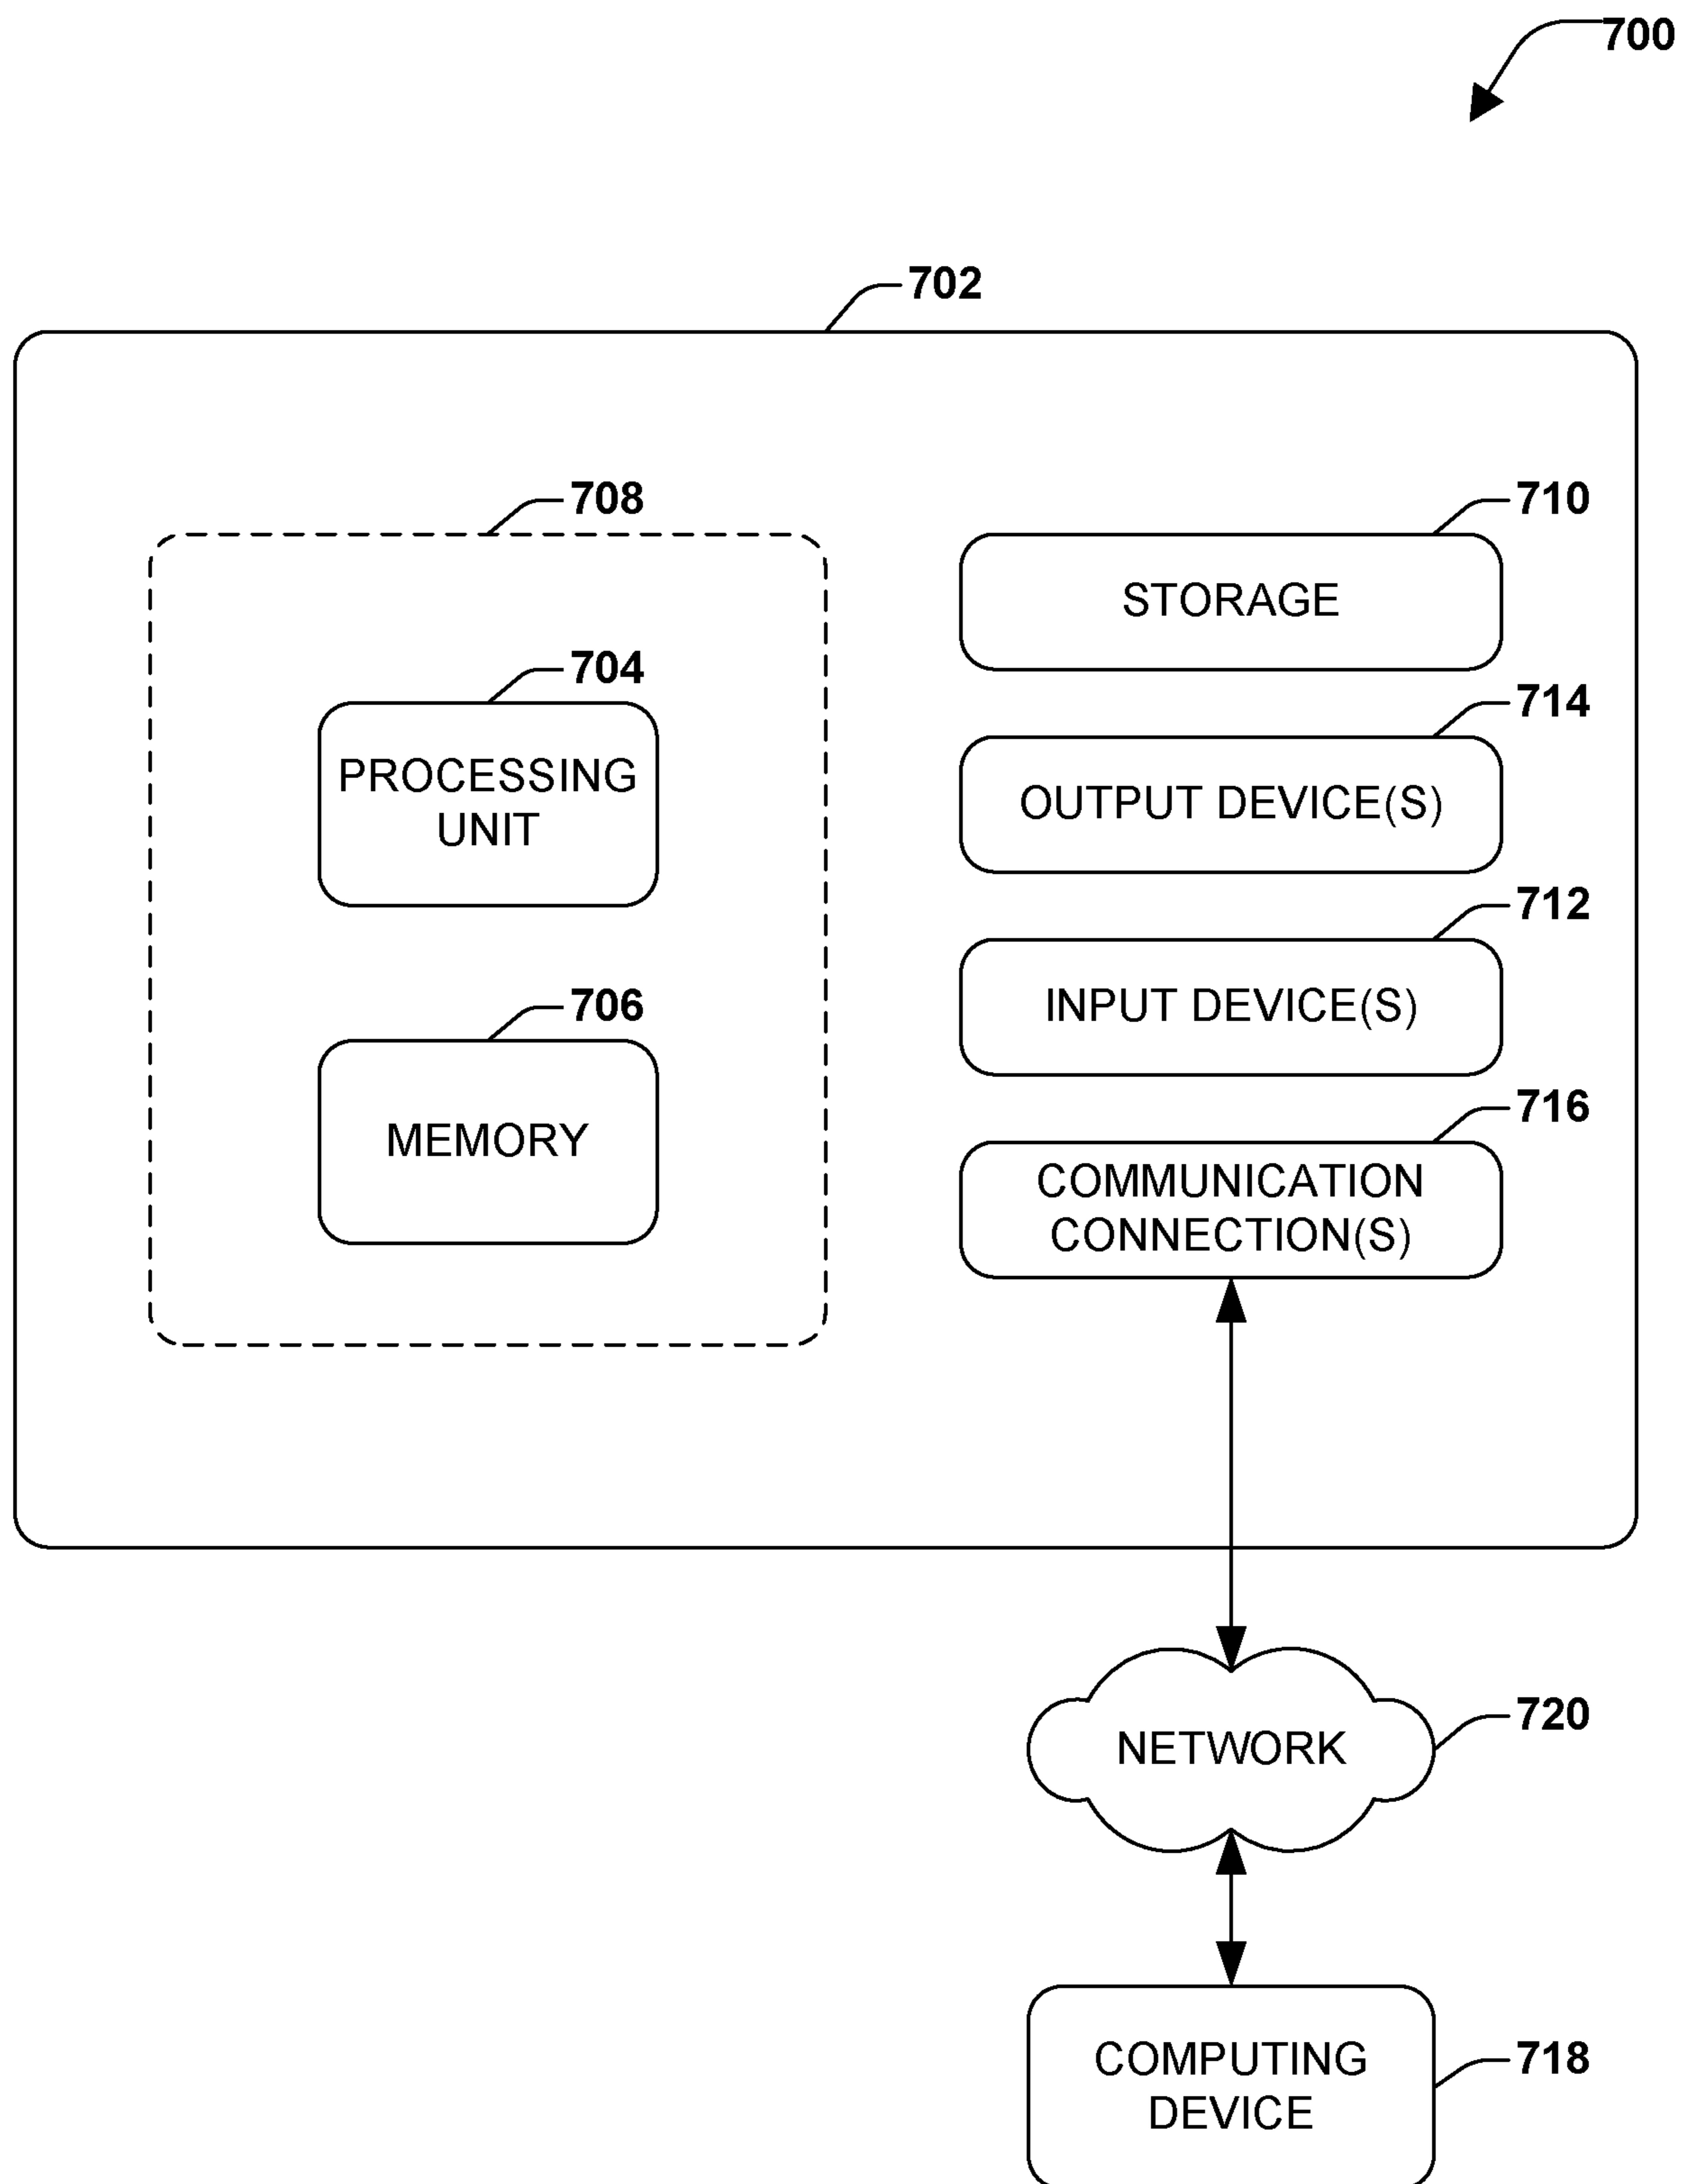 700
702
708
710
STORAGE
704
714
PROCESSING
UNIT
OUTPUT DEVICE(S)
712
706
INPUT DEVICE(S)
MEMORY
716
COMMUNICATION
CONNECTION(S)
NETWORK
720
COMPUTING
DEVICE
718